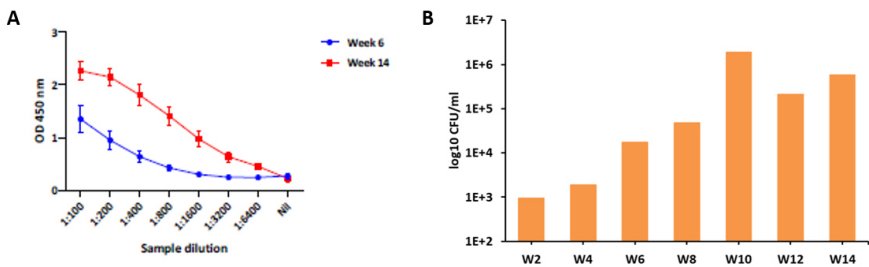 A
3
2
1
0
OD 450 nm
Week 6
Week 14
1:100
1:200
1:400
1:800
1:1600
1:3200
1:6400
Nil
Sample dilution
B
1E+7
1E+6
1E+5
1E+4
1E+3
1E+2
log10 CFU/ml
W2 W4 W6 W8 W10 W12 W14